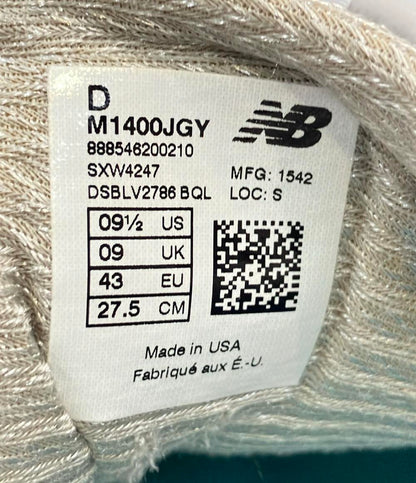 D
M1400JGY
NB
888546200210
SXW4247
MFG: 1542
DSBLV2786 BQL
LOC: S
09½ US
09 UK
43 EU
27.5 CM
Made in USA
Fabriqué aux É.-U.